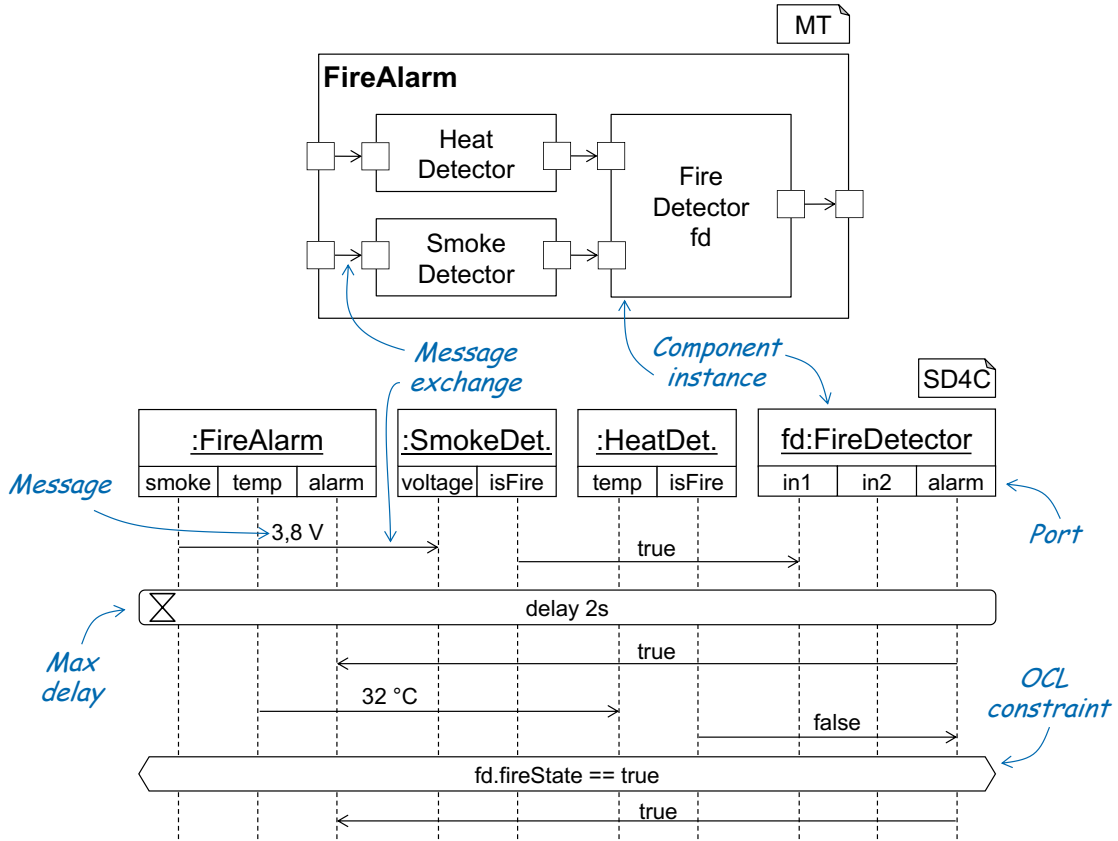 MT
FireAlarm
Heat
Detector
Fire
Detector
fd
Smoke
Detector
Message
exchange
Component
instance
SD4C
:FireAlarm
:SmokeDet.
:HeatDet.
fd:FireDetector
smoke temp alarm
voltage isFire
temp isFire
in1 in2 alarm
Message
Port
3,8 V
true
delay 2s
Max
delay
true
32 °C
false
OCL
constraint
fd.fireState == true
true